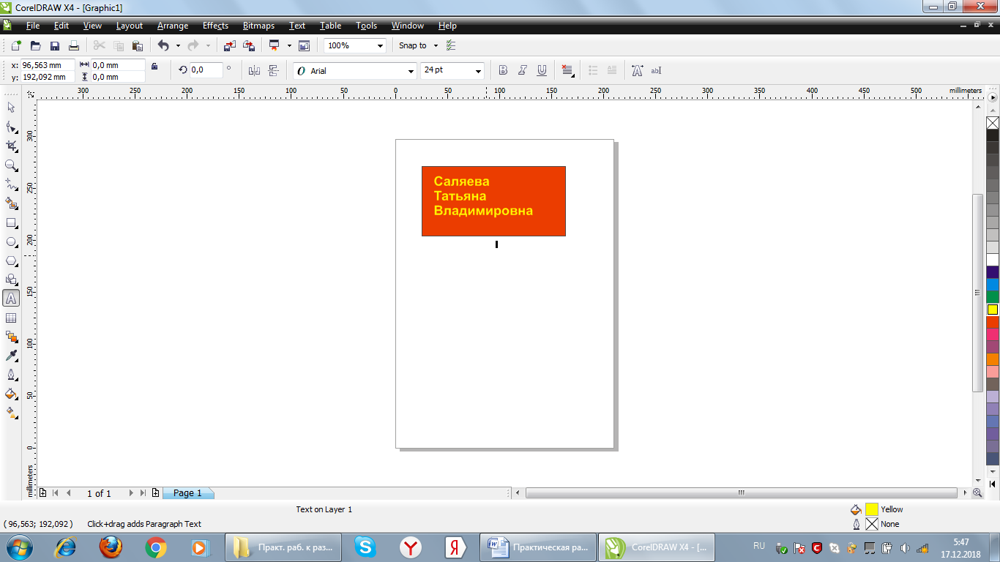 CorelDRAW X4 - [Graphic1]
File Edit View Layout Arrange Effects Bitmaps Text Table Tools Window Help
100% Snap to
x: 96,563 mm 0,0 mm 0,0 ° Arial 24 pt B I U ab
y: 192,092 mm 0,0 mm
300 250 200 150 100 50 0 50 100 150 200 250 300 350 400 450 500 millimeters
300
250
200
150
100
50
0
millimeters
Саляева
Татьяна
Владимировна
1 of 1 Page 1
Text on Layer 1 Yellow
( 96,563; 192,092 ) Click+drag adds Paragraph Text None
Практ. раб. к раз... Практическая ра... CorelDRAW X4 - [... RU 5:47
17.12.2018